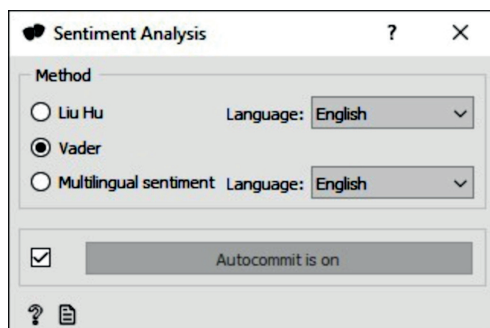 Sentiment Analysis ? ×
Method
Liu Hu Language: English
Vader
Multilingual sentiment Language: English
Autocommit is on
?